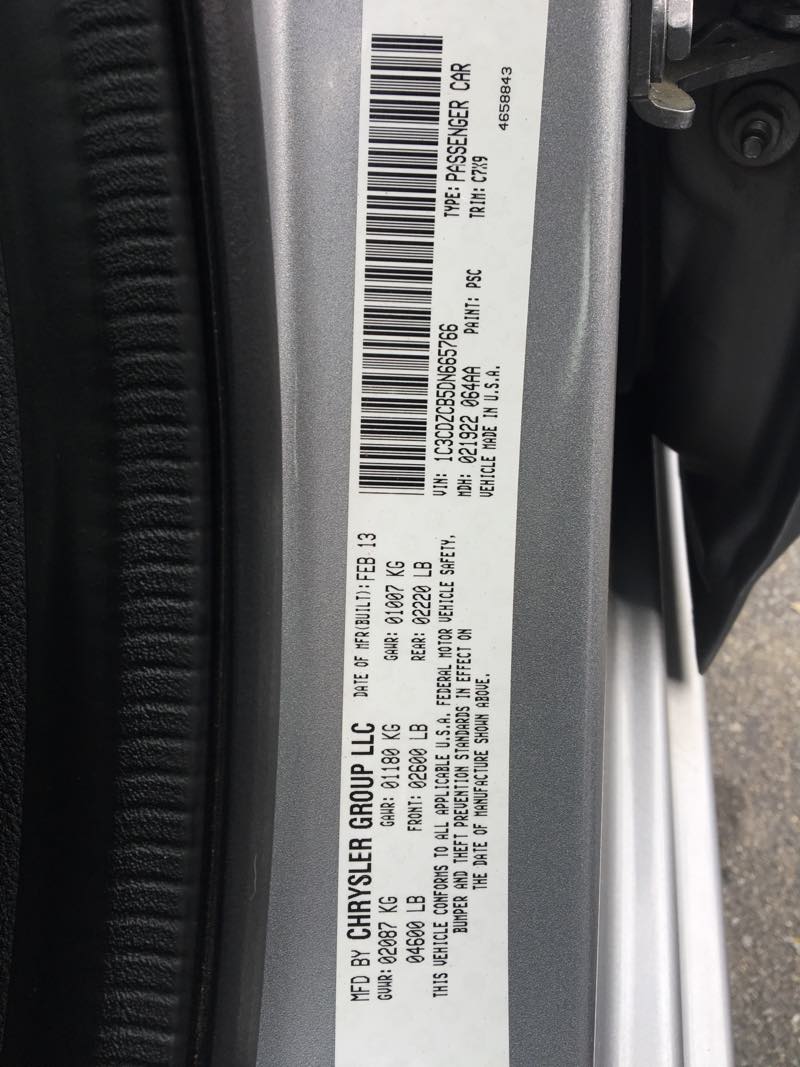 MFD BY CHRYSLER GROUP LLC DATE OF MFR(BUILT): FEB 13
GVWR: 02087 KG GAWR: 01180 KG GAWR: 01007 KG
04600 LB FRONT: 02600 LB REAR: 02220 LB
THIS VEHICLE CONFORMS TO ALL APPLICABLE U.S.A. FEDERAL MOTOR VEHICLE SAFETY,
BUMPER AND THEFT PREVENTION STANDARDS IN EFFECT ON
THE DATE OF MANUFACTURE SHOWN ABOVE.
VIN: 1C3CDZCB5DN665766 TYPE: PASSENGER CAR
MDH: 021922 064AA PAINT: PSC TRIM: C7X9
VEHICLE MADE IN U.S.A.
4658843